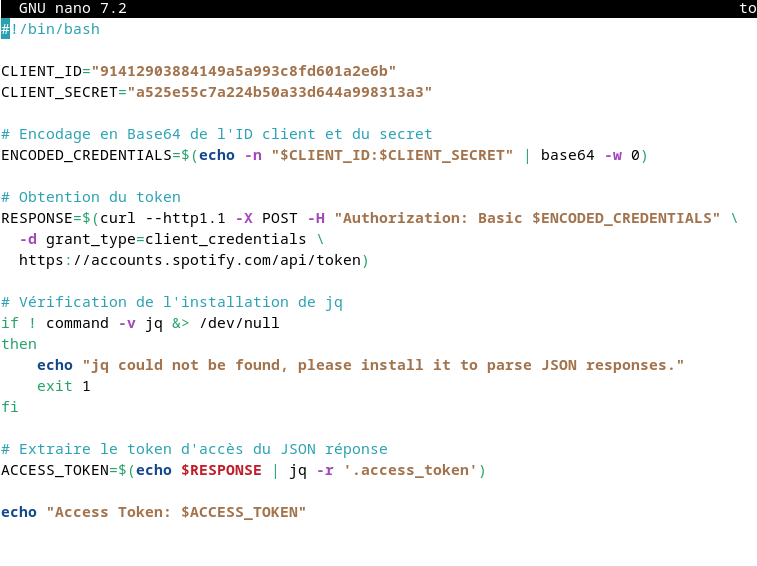 GNU nano 7.2 to
#!/bin/bash
CLIENT_ID="91412903884149a5a993c8fd601a2e6b"
CLIENT_SECRET="a525e55c7a224b50a33d644a998313a3"
# Encodage en Base64 de l'ID client et du secret
ENCODED_CREDENTIALS=$(echo -n "$CLIENT_ID:$CLIENT_SECRET" | base64 -w 0)
# Obtention du token
RESPONSE=$(curl --http1.1 -X POST -H "Authorization: Basic $ENCODED_CREDENTIALS" \
  -d grant_type=client_credentials \
  https://accounts.spotify.com/api/token)
# Vérification de l'installation de jq
if ! command -v jq &> /dev/null
then
    echo "jq could not be found, please install it to parse JSON responses."
    exit 1
fi
# Extraire le token d'accès du JSON réponse
ACCESS_TOKEN=$(echo $RESPONSE | jq -r '.access_token')
echo "Access Token: $ACCESS_TOKEN"